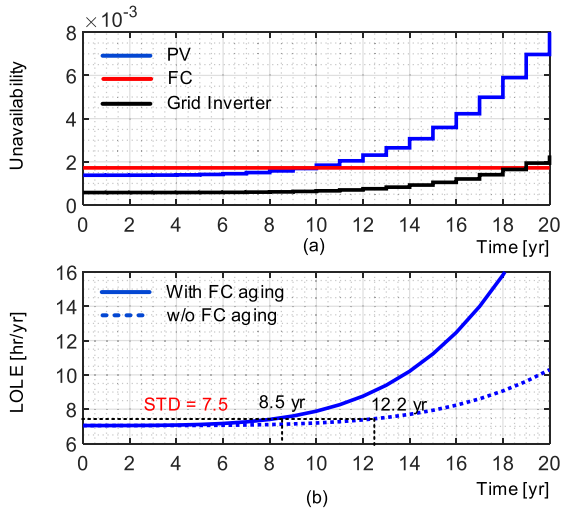 ×10⁻³
8
6
4
2
0
Unavailability
PV
FC
Grid Inverter
0 2 4 6 8 10 12 14 16 18 20
(a)
Time [yr]
16
14
12
10
8
6
LOLE [hr/yr]
With FC aging
w/o FC aging
STD = 7.5
8.5 yr
12.2 yr
0 2 4 6 8 10 12 14 16 18 20
Time [yr]
(b)